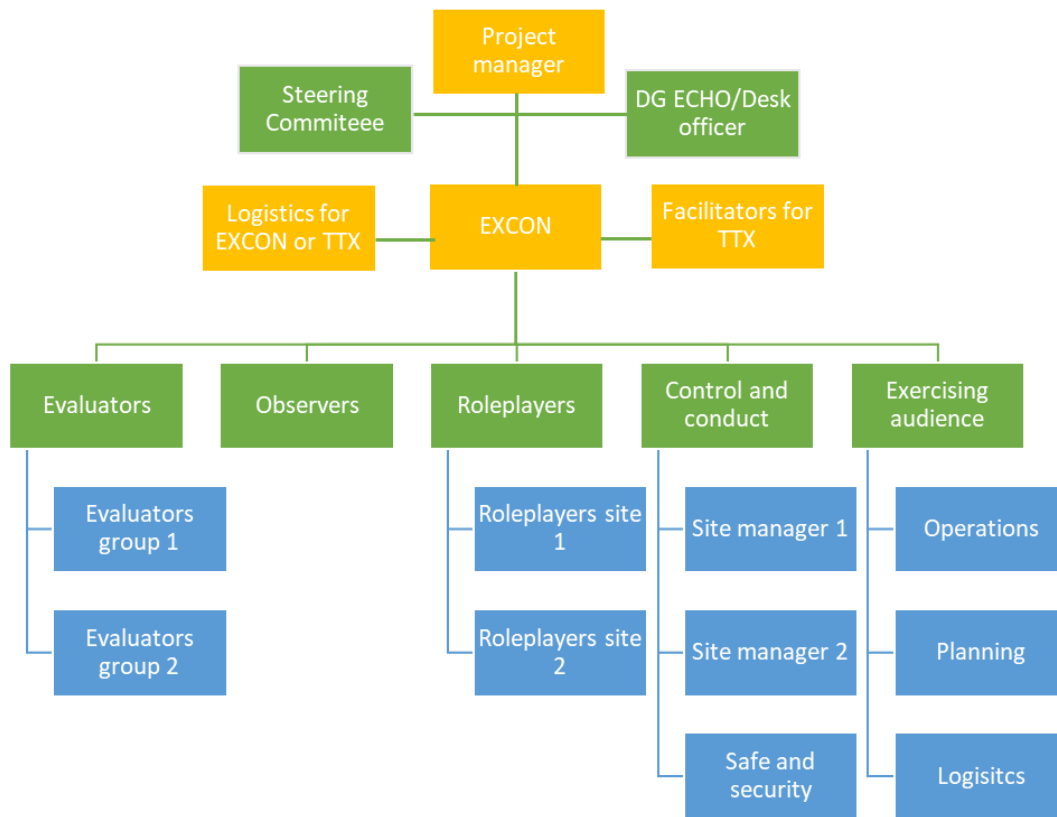 Project
manager
Steering
Commiteee
DG ECHO/Desk
officer
Logistics for
EXCON or TTX
EXCON
Facilitators for
TTX
Evaluators
Observers
Roleplayers
Control and
conduct
Exercising
audience
Evaluators
group 1
Roleplayers site
1
Site manager 1
Operations
Evaluators
group 2
Roleplayers site
2
Site manager 2
Planning
Safe and
security
Logisitcs